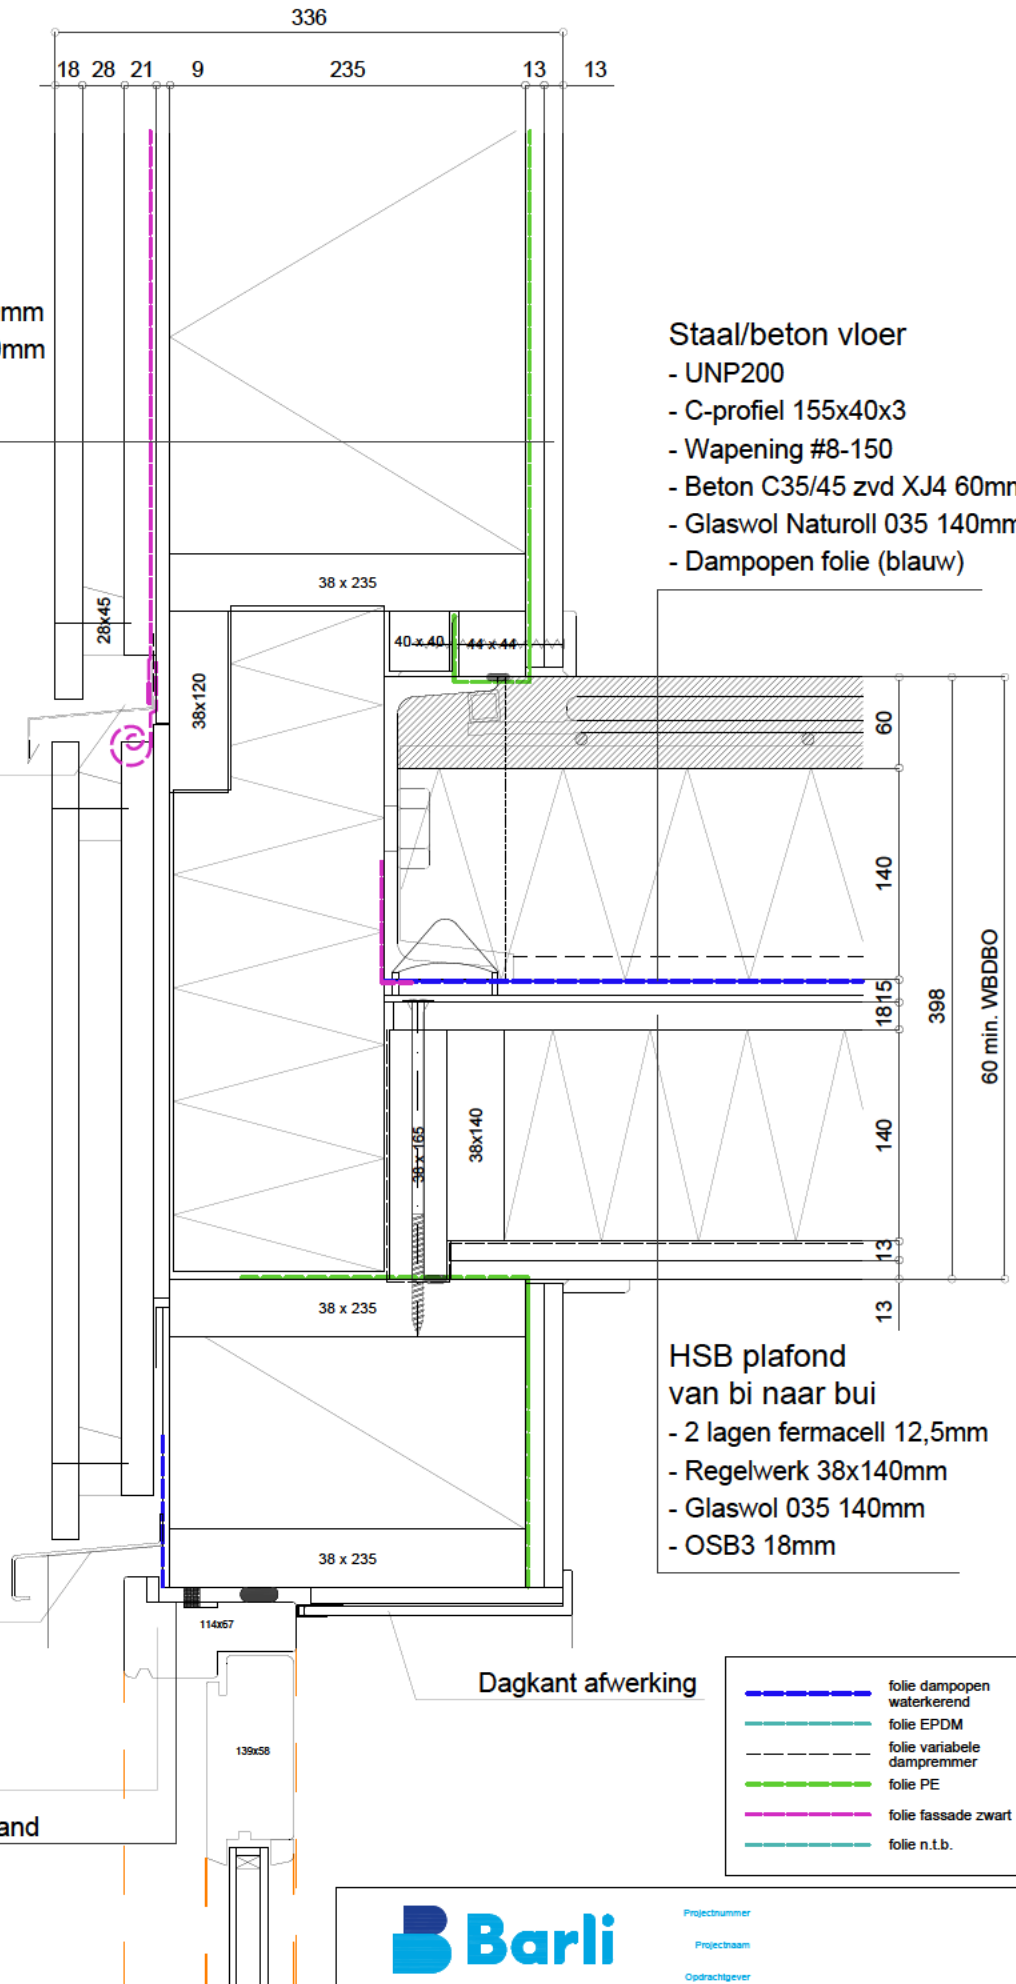 336
18 28 21 9 235 13 13
mm
mm
Staal/beton vloer
- UNP200
- C-profiel 155x40x3
- Wapening #8-150
- Beton C35/45 zvd XJ4 60mm
- Glaswol Naturoll 035 140mm
- Dampopen folie (blauw)
38 x 235
28x45
40 x 40
44 x 44
38x120
60
140
15
18
398
60 min. WBDBO
38 x 165
38x140
140
13
38 x 235
13
HSB plafond
van bi naar bui
- 2 lagen fermacell 12,5mm
- Regelwerk 38x140mm
- Glaswol 035 140mm
- OSB3 18mm
38 x 235
114x67
Dagkant afwerking
139x58
and
folie dampopen
waterkerend
folie EPDM
folie variabele
dampremmer
folie PE
folie fassade zwart
folie n.t.b.
Barli
Projectnummer
Projectnaam
Opdrachtgever